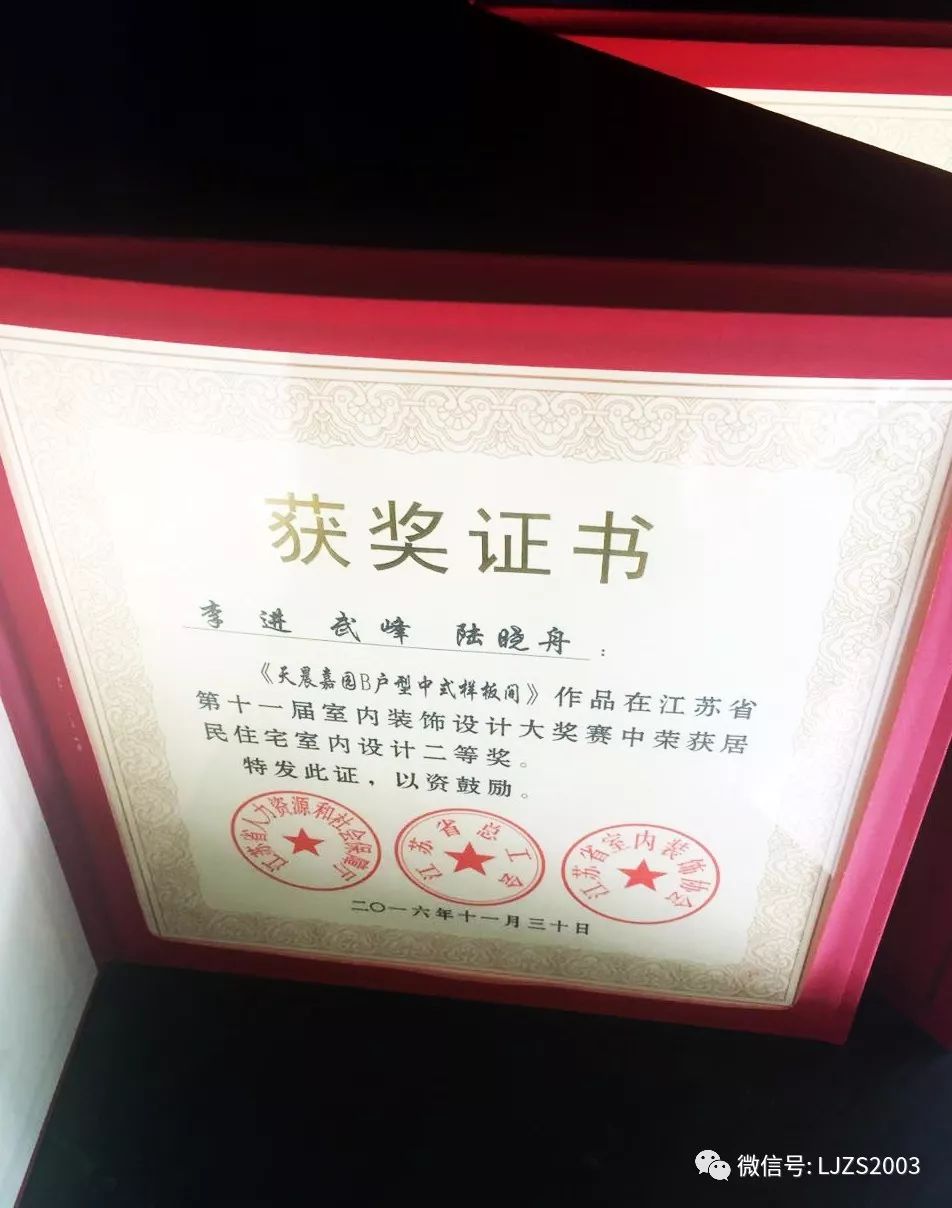 获奖证书
李进 武峰 陆晓舟:
《天晨嘉园B户型中式样板间》作品在江苏省
第十一届室内装饰设计大奖赛中荣获居
民住宅室内设计二等奖。
特发此证，以资鼓励。
江苏省人力资源和社会保障厅
江苏省总工会
江苏省室内装饰协会
二〇一六年十一月三十日
微信号: LJZS2003